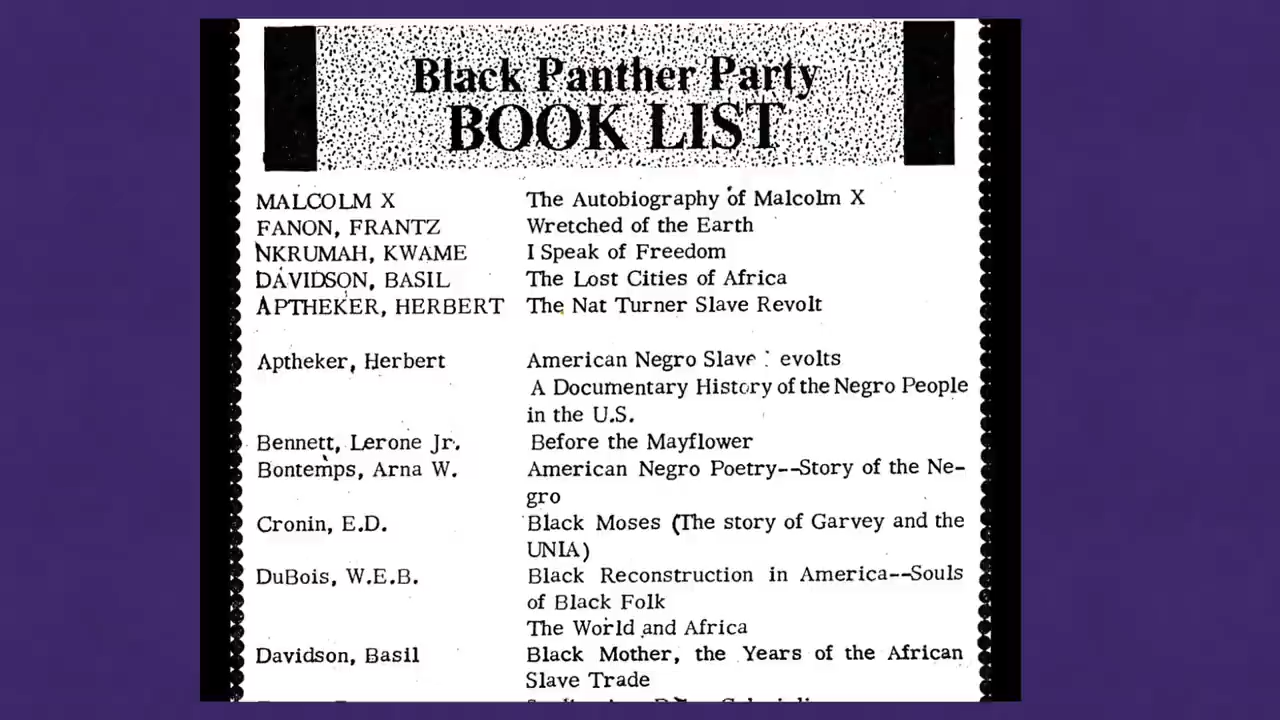 Black Panther Party
BOOK LIST
MALCOLM X The Autobiography of Malcolm X
FANON, FRANTZ Wretched of the Earth
NKRUMAH, KWAME I Speak of Freedom
DAVIDSON, BASIL The Lost Cities of Africa
APTHEKER, HERBERT The Nat Turner Slave Revolt
Aptheker, Herbert American Negro Slave evolts
A Documentary History of the Negro People
in the U.S.
Bennett, Lerone Jr. Before the Mayflower
Bontemps, Arna W. American Negro Poetry--Story of the Ne-
gro
Cronin, E.D. Black Moses (The story of Garvey and the
UNIA)
DuBois, W.E.B. Black Reconstruction in America--Souls
of Black Folk
The World and Africa
Davidson, Basil Black Mother, the Years of the African
Slave Trade